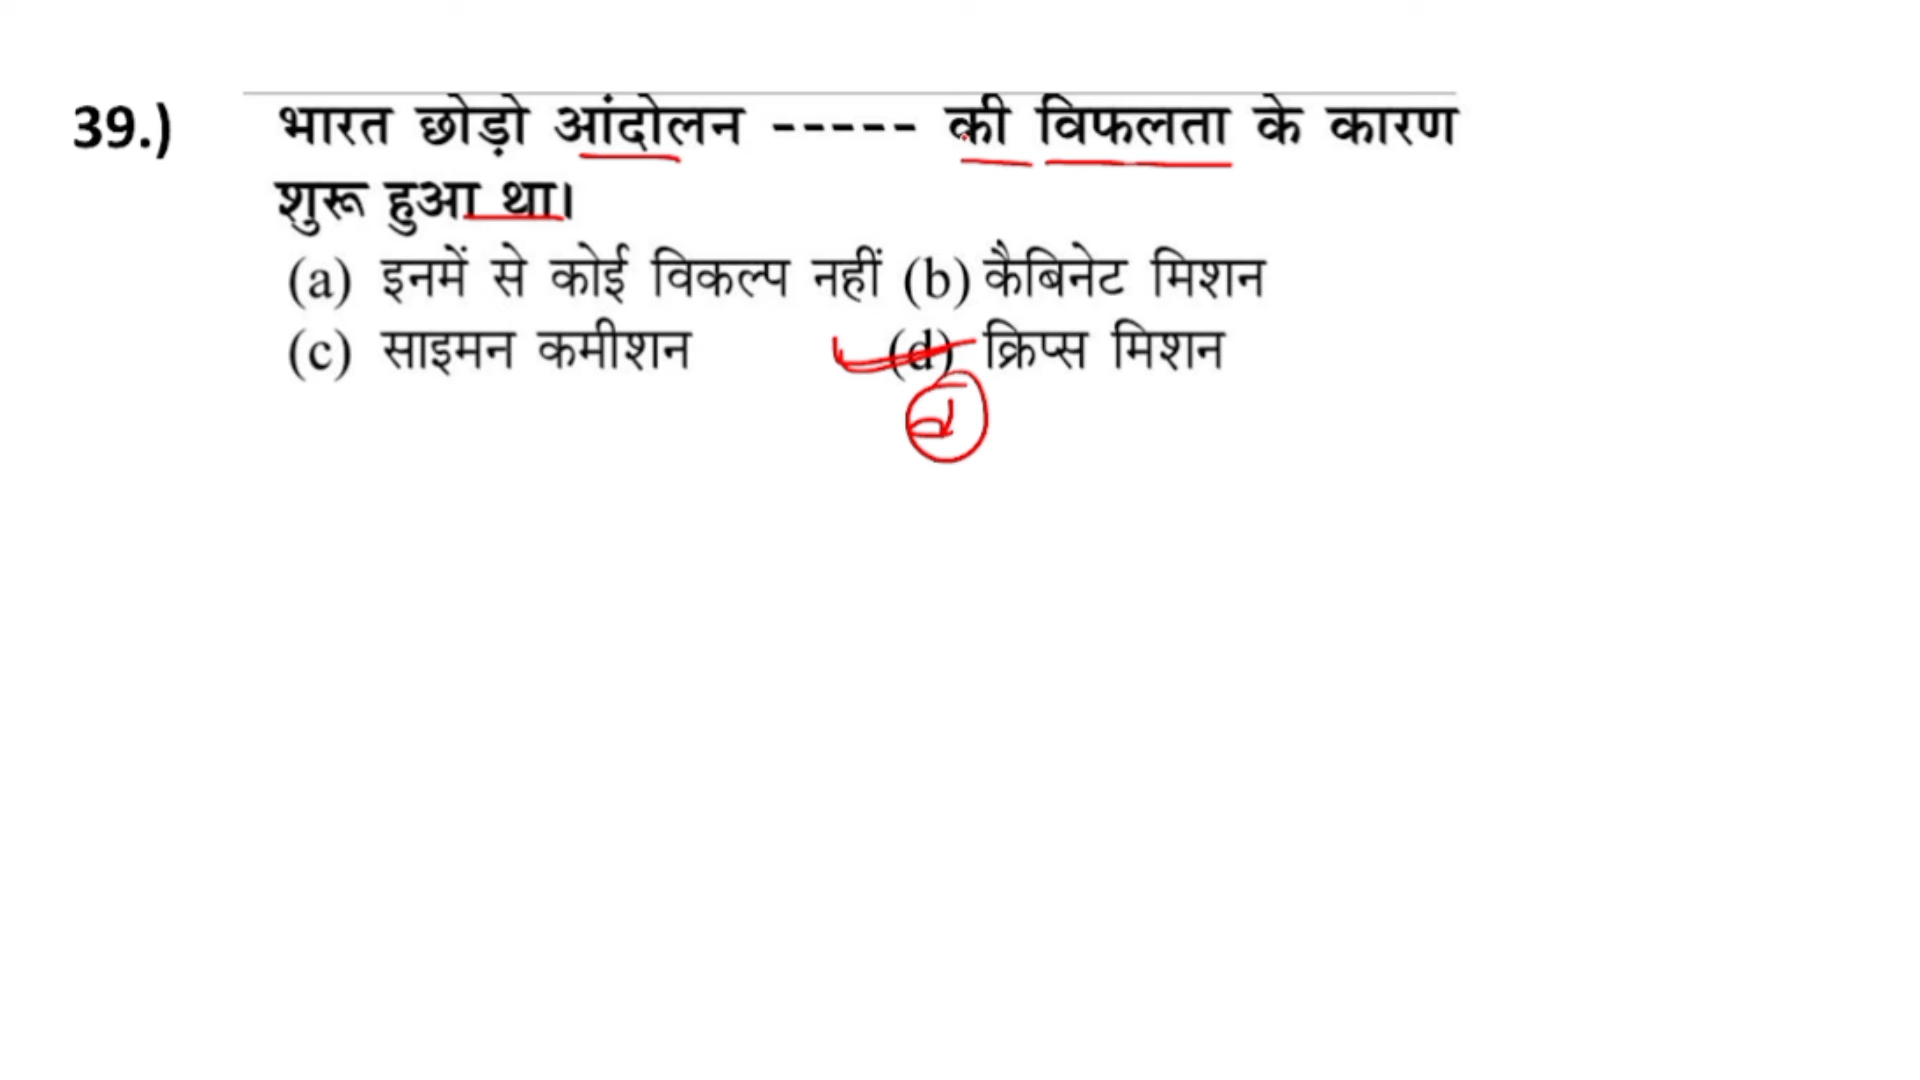 39.) भारत छोड़ो आंदोलन ----- की विफलता के कारण
शुरू हुआ था।
(a) इनमें से कोई विकल्प नहीं (b) कैबिनेट मिशन
(c) साइमन कमीशन (d) क्रिप्स मिशन
d